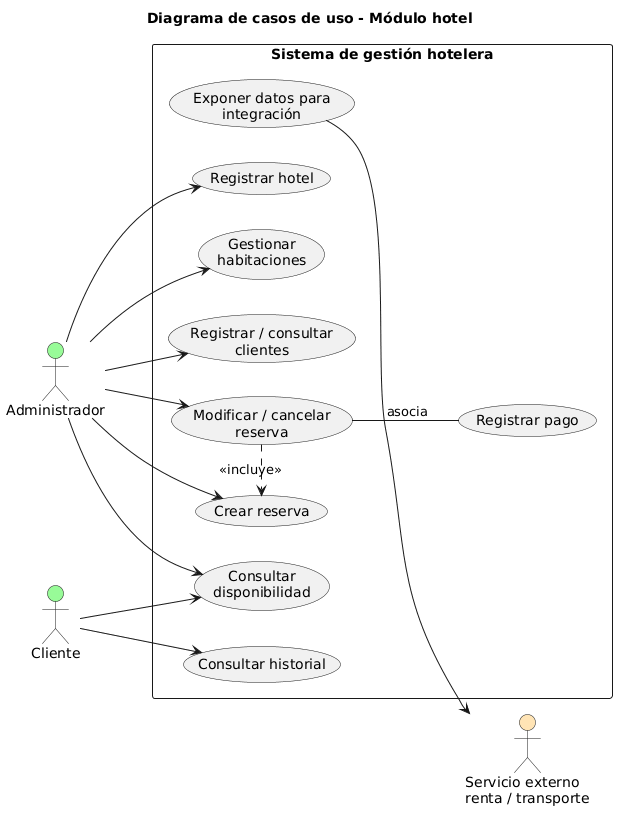 Diagrama de casos de uso - Módulo hotel
Sistema de gestión hotelera
Exponer datos para
integración
Registrar hotel
Gestionar
habitaciones
Registrar / consultar
clientes
Administrador
Modificar / cancelar
reserva
asocia
Registrar pago
«incluye»
Crear reserva
Consultar
disponibilidad
Cliente
Consultar historial
Servicio externo
renta / transporte